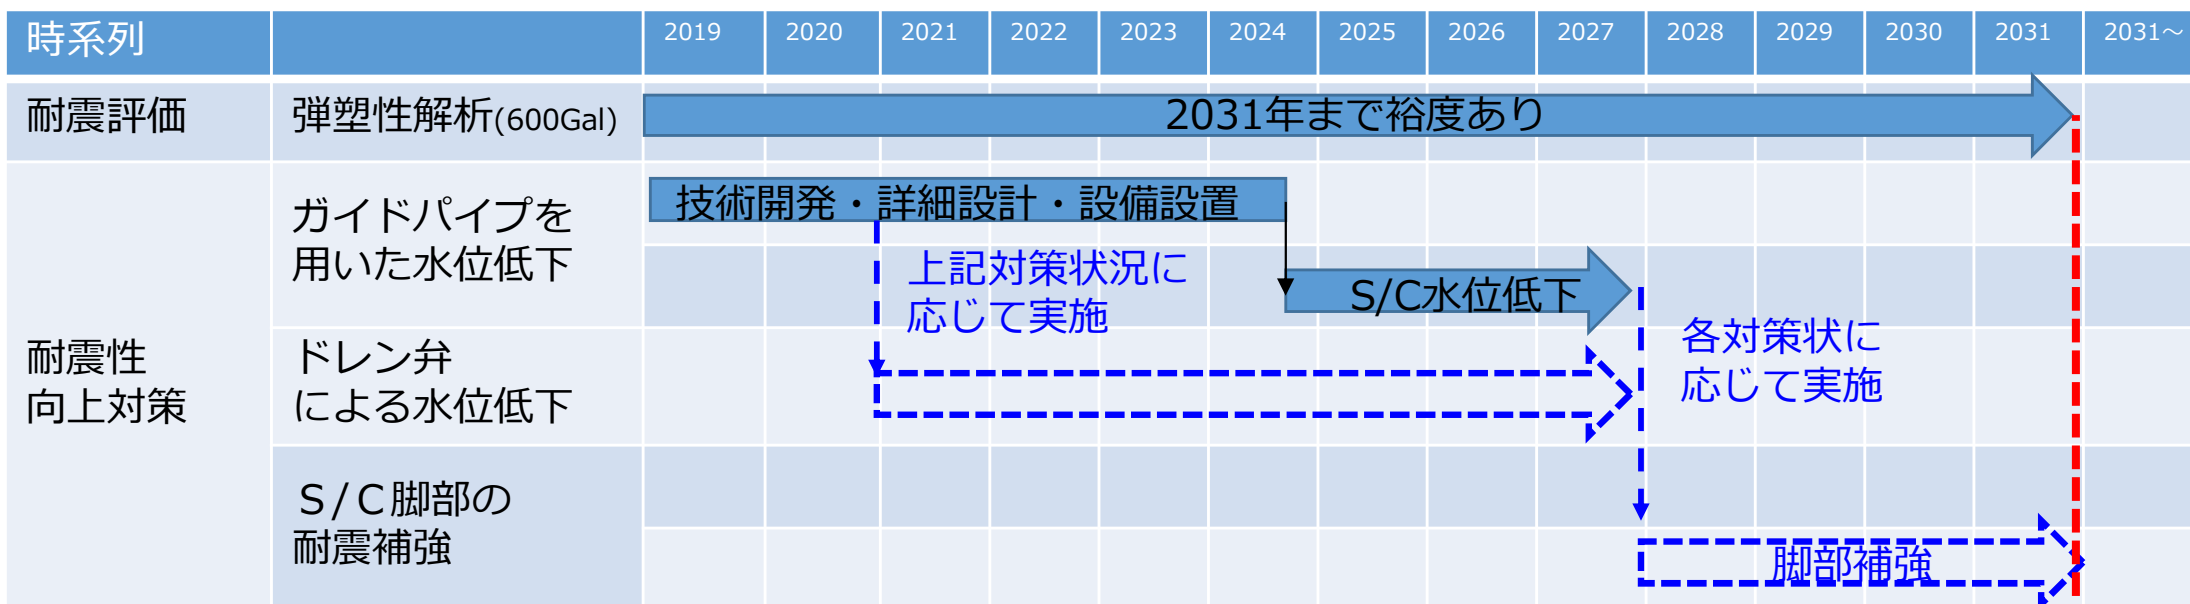 時系列 2019 2020 2021 2022 2023 2024 2025 2026 2027 2028 2029 2030 2031 2031～
耐震評価 弾塑性解析(600Gal) 2031年まで裕度あり
ガイドパイプを
用いた水位低下
技術開発・詳細設計・設備設置
上記対策状況に
応じて実施
S/C水位低下
耐震性
向上対策
ドレン弁
による水位低下
各対策状に
応じて実施
Ｓ/Ｃ脚部の
耐震補強
脚部補強